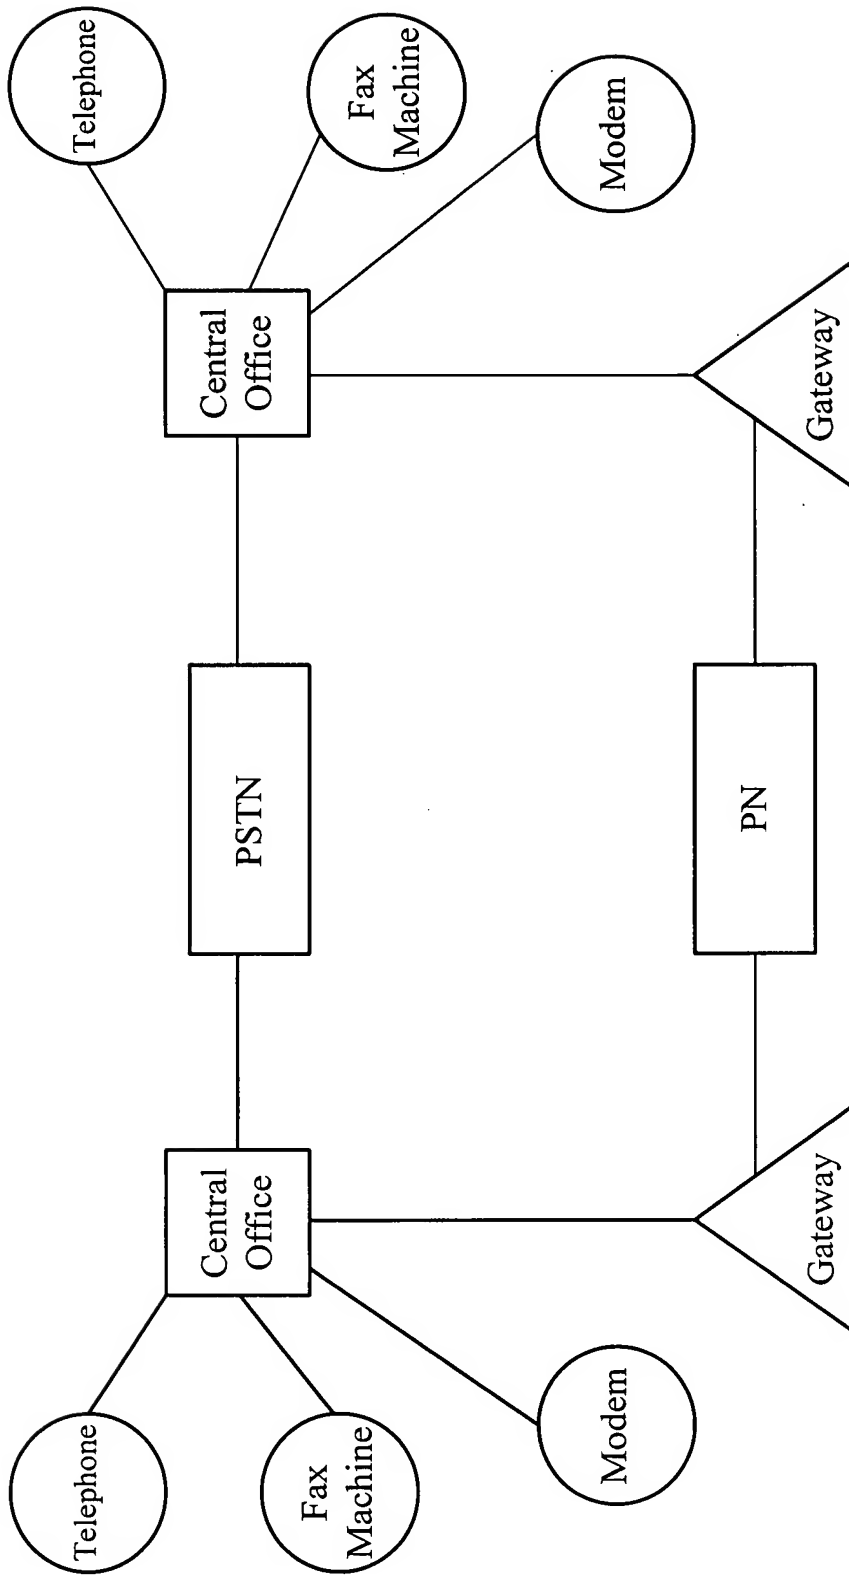 Telephone
Fax
Machine
Modem
Central
Office
Gateway
PSTN
PN
Central
Office
Gateway
Telephone
Fax
Machine
Modem